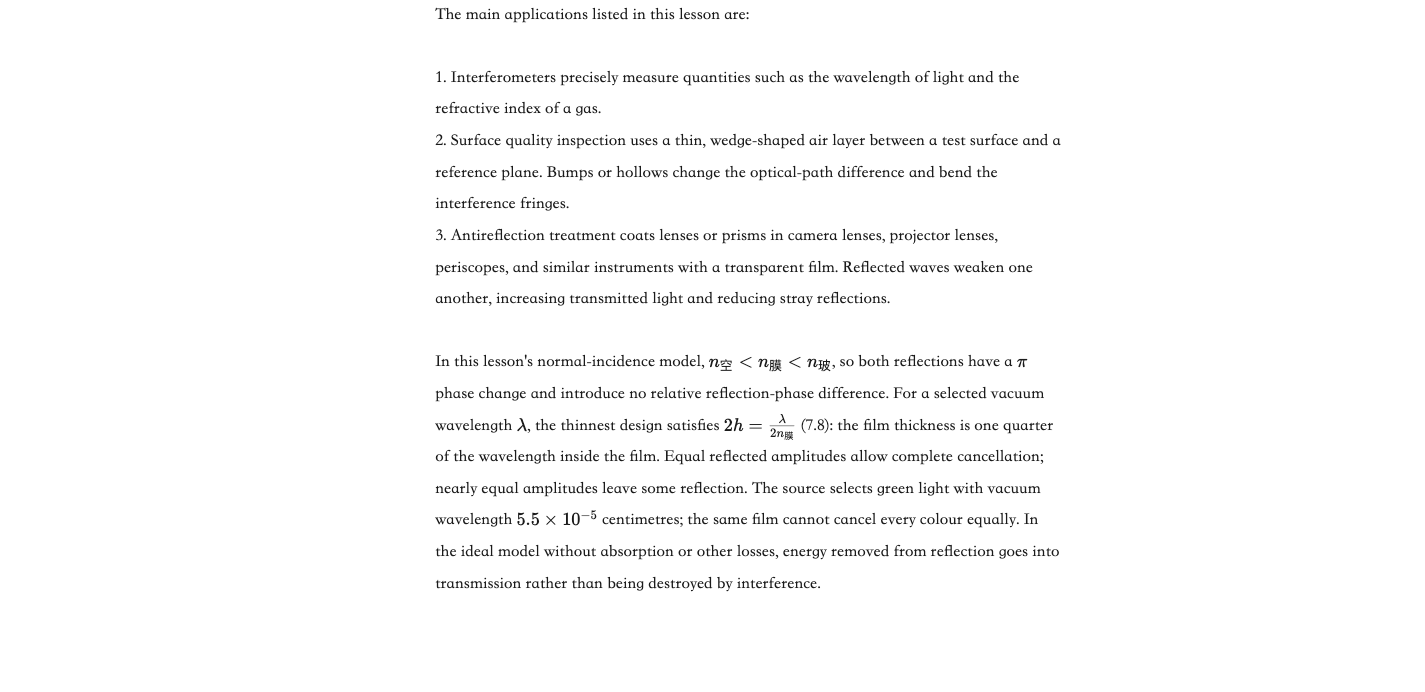 The main applications listed in this lesson are:
1. Interferometers precisely measure quantities such as the wavelength of light and the
refractive index of a gas.
2. Surface quality inspection uses a thin, wedge-shaped air layer between a test surface and a
reference plane. Bumps or hollows change the optical-path difference and bend the
interference fringes.
3. Antireflection treatment coats lenses or prisms in camera lenses, projector lenses,
periscopes, and similar instruments with a transparent film. Reflected waves weaken one
another, increasing transmitted light and reducing stray reflections.
In this lesson's normal-incidence model, n空 < n膜 < n玻, so both reflections have a π
phase change and introduce no relative reflection-phase difference. For a selected vacuum
wavelength λ, the thinnest design satisfies 2h = λ/2n膜 (7.8): the film thickness is one quarter
of the wavelength inside the film. Equal reflected amplitudes allow complete cancellation;
nearly equal amplitudes leave some reflection. The source selects green light with vacuum
wavelength 5.5 × 10⁻⁵ centimetres; the same film cannot cancel every colour equally. In
the ideal model without absorption or other losses, energy removed from reflection goes into
transmission rather than being destroyed by interference.